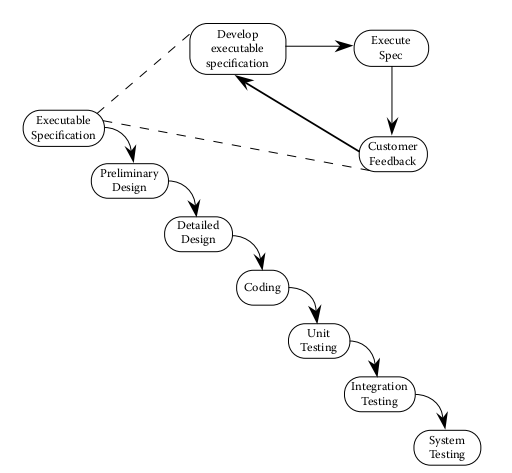 Develop
executable
specification
Execute
Spec
Executable
Specification
Customer
Feedback
Preliminary
Design
Detailed
Design
Coding
Unit
Testing
Integration
Testing
System
Testing